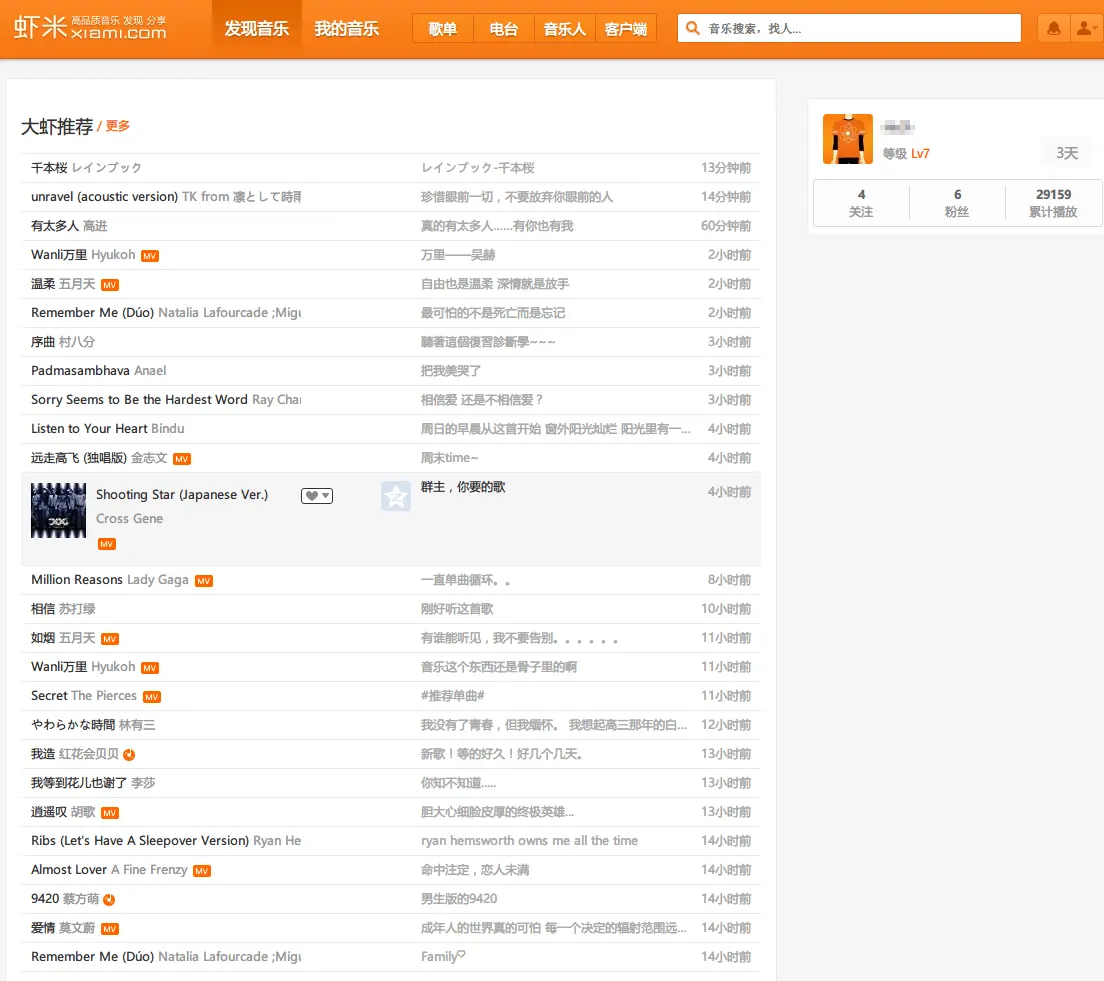 虾米 高品质音乐 发现 分享
xiami.com
发现音乐 我的音乐 歌单 电台 音乐人 客户端 音乐搜索，找人...
大虾推荐 / 更多
千本桜 レインブック レインブック-千本桜 13分钟前
unravel (acoustic version) TK from 凛として時雨 珍惜眼前一切，不要放弃你眼前的人 14分钟前
有太多人 高进 真的有太多人......有你也有我 60分钟前
Wanli万里 Hyukoh MV 万里——吴赫 2小时前
温柔 五月天 MV 自由也是温柔 深情就是放手 2小时前
Remember Me (Dúo) Natalia Lafourcade ;Migu 最可怕的不是死亡而是忘记 2小时前
序曲 村八分 聽著這個復習診斷學~~~ 3小时前
Padmasambhava Anael 把我美哭了 3小时前
Sorry Seems to Be the Hardest Word Ray Char 相信爱 还是不相信爱？ 3小时前
Listen to Your Heart Bindu 周日的早晨从这首开始 窗外阳光灿烂 阳光里有一... 4小时前
远走高飞 (独唱版) 金志文 MV 周末time~ 4小时前
Shooting Star (Japanese Ver.) 群主，你要的歌 4小时前
Cross Gene
MV
Million Reasons Lady Gaga MV 一直单曲循环。。 8小时前
相信 苏打绿 刚好听这首歌 10小时前
如烟 五月天 MV 有谁能听见，我不要告别。。。。。。 11小时前
Wanli万里 Hyukoh MV 音乐这个东西还是骨子里的啊 11小时前
Secret The Pierces MV #推荐单曲# 11小时前
やわらかな時間 林有三 我没有了青春，但我缅怀。 我想起高三那年的白... 12小时前
我造 红花会贝贝 新歌！等的好久！好几个几天。 13小时前
我等到花儿也谢了 李莎 你知不知道..... 13小时前
逍遥叹 胡歌 MV 胆大心细脸皮厚的终极英雄... 13小时前
Ribs (Let's Have A Sleepover Version) Ryan He ryan hemsworth owns me all the time 14小时前
Almost Lover A Fine Frenzy MV 命中注定，恋人未满 14小时前
9420 蔡方萌 男生版的9420 14小时前
爱情 莫文蔚 MV 成年人的世界真的可怕 每一个决定的辐射范围远... 14小时前
Remember Me (Dúo) Natalia Lafourcade ;Migu Family♡ 14小时前
等级 Lv7 3天
4 6 29159
关注 粉丝 累计播放